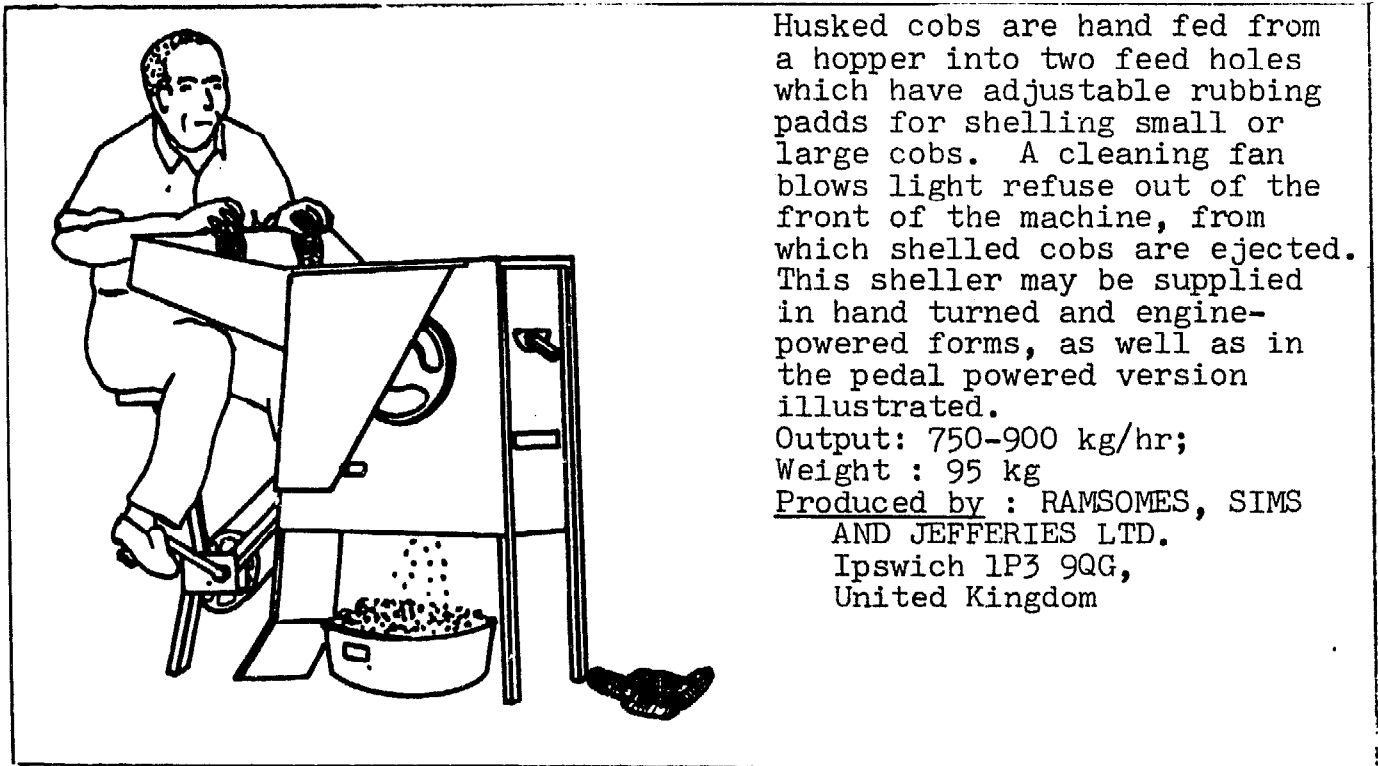 Husked cobs are hand fed from
a hopper into two feed holes
which have adjustable rubbing
padds for shelling small or
large cobs. A cleaning fan
blows light refuse out of the
front of the machine, from
which shelled cobs are ejected.
This sheller may be supplied
in hand turned and engine-
powered forms, as well as in
the pedal powered version
illustrated.
Output: 750-900 kg/hr;
Weight : 95 kg
Produced by : RAMSOMES, SIMS
AND JEFFERIES LTD.
Ipswich 1P3 9QG,
United Kingdom